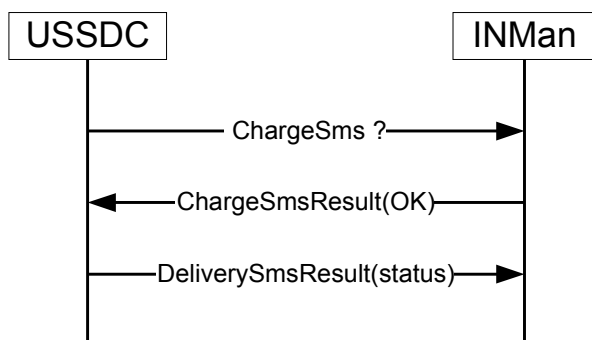 USSDC
INMan
ChargeSms ?
ChargeSmsResult(OK)
DeliverySmsResult(status)